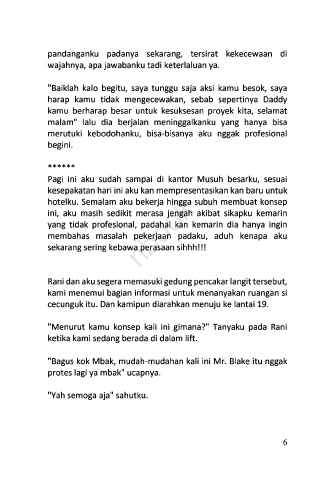 pandanganku padanya sekarang, tersirat kekecewaan di
wajahnya, apa jawabanku tadi keterlaluan ya.
"Baiklah kalo begitu, saya tunggu saja aksi kamu besok, saya
harap kamu tidak mengecewakan, sebab sepertinya Daddy
kamu berharap besar untuk kesuksesan proyek kita, selamat
malam" lalu dia berjalan meninggalkanku yang hanya bisa
merutuki kebodohanku, bisa-bisanya aku nggak profesional
begini.
******
Pagi ini aku sudah sampai di kantor Musuh besarku, sesuai
kesepakatan hari ini aku kan mempresentasikan kan baru untuk
hotelku. Semalam aku bekerja hingga subuh membuat konsep
ini, aku masih sedikit merasa jengah akibat sikapku kemarin
yang tidak profesional, padahal kan kemarin dia hanya ingin
membahas masalah pekerjaan padaku, aduh kenapa aku
sekarang sering kebawa perasaan sihhh!!!
Rani dan aku segera memasuki gedung pencakar langit tersebut,
kami menemui bagian informasi untuk menanyakan ruangan si
cecunguk itu. Dan kamipun diarahkan menuju ke lantai 19.
"Menurut kamu konsep kali ini gimana?" Tanyaku pada Rani
ketika kami sedang berada di dalam lift.
"Bagus kok Mbak, mudah-mudahan kali ini Mr. Blake itu nggak
protes lagi ya mbak" ucapnya.
"Yah semoga aja" sahutku.
6